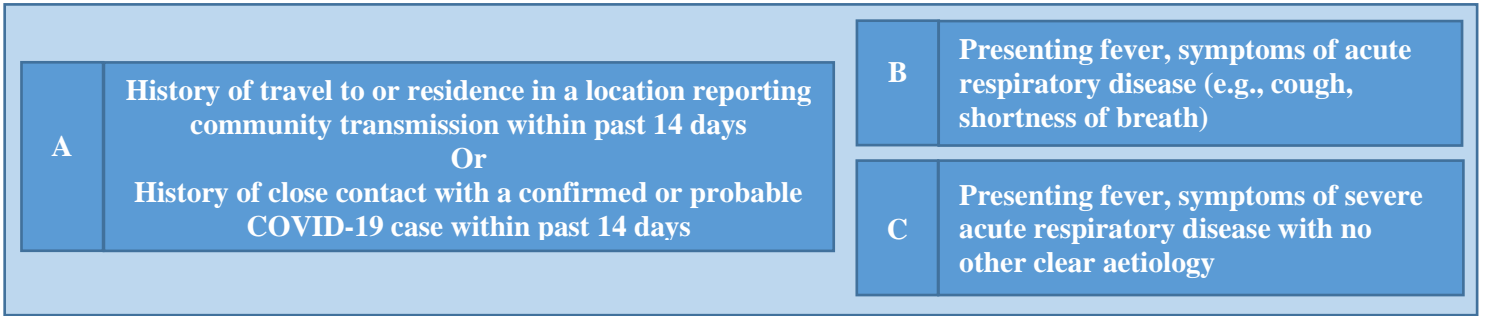 A
History of travel to or residence in a location reporting
community transmission within past 14 days
Or
History of close contact with a confirmed or probable
COVID-19 case within past 14 days
B
Presenting fever, symptoms of acute
respiratory disease (e.g., cough,
shortness of breath)
C
Presenting fever, symptoms of severe
acute respiratory disease with no
other clear aetiology